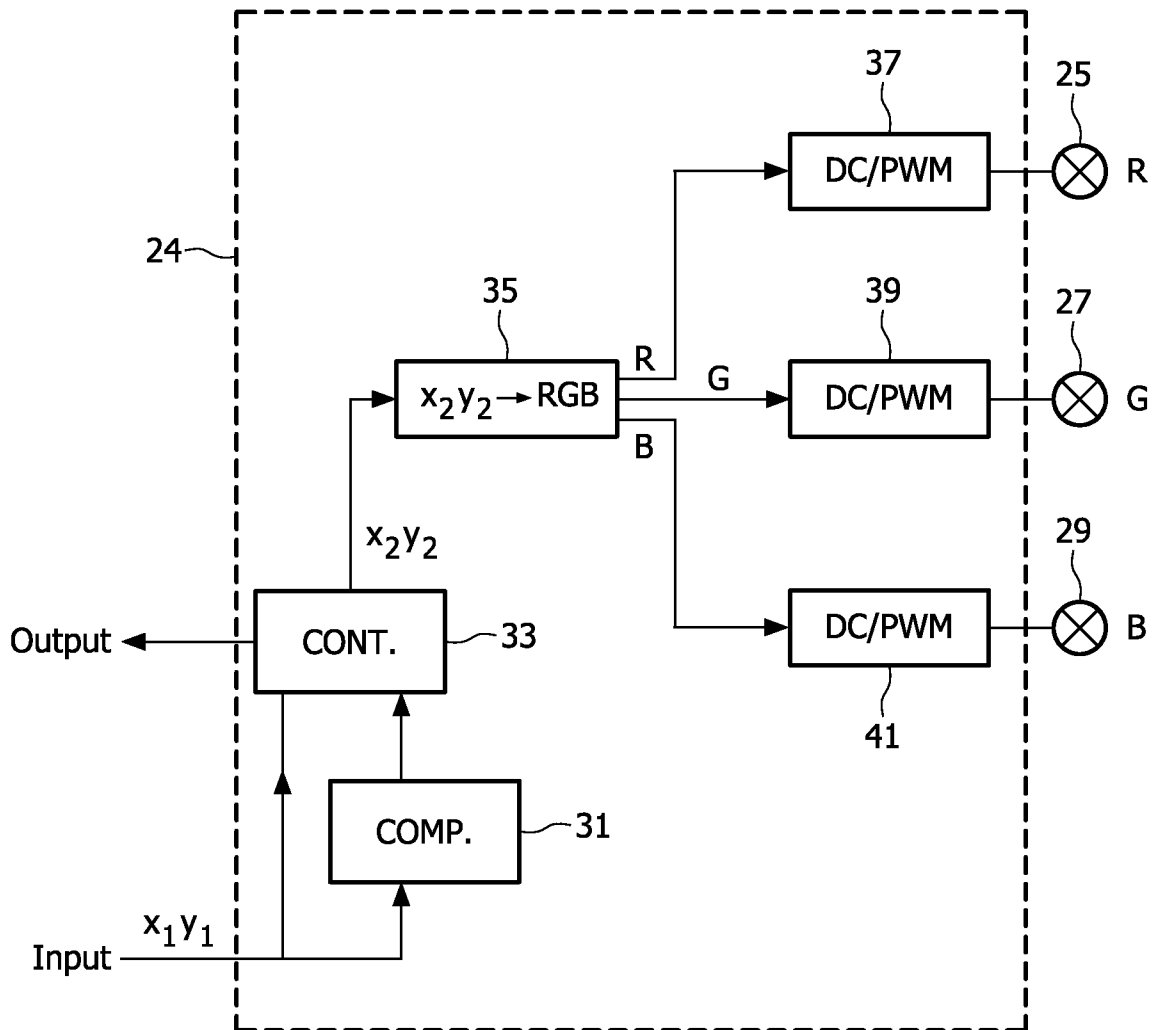 37
25
DC/PWM
R
24
35
39
27
R
x₂y₂→RGB
G
DC/PWM
G
B
x₂y₂
29
Output
CONT.
33
DC/PWM
B
41
COMP.
31
x₁y₁
Input